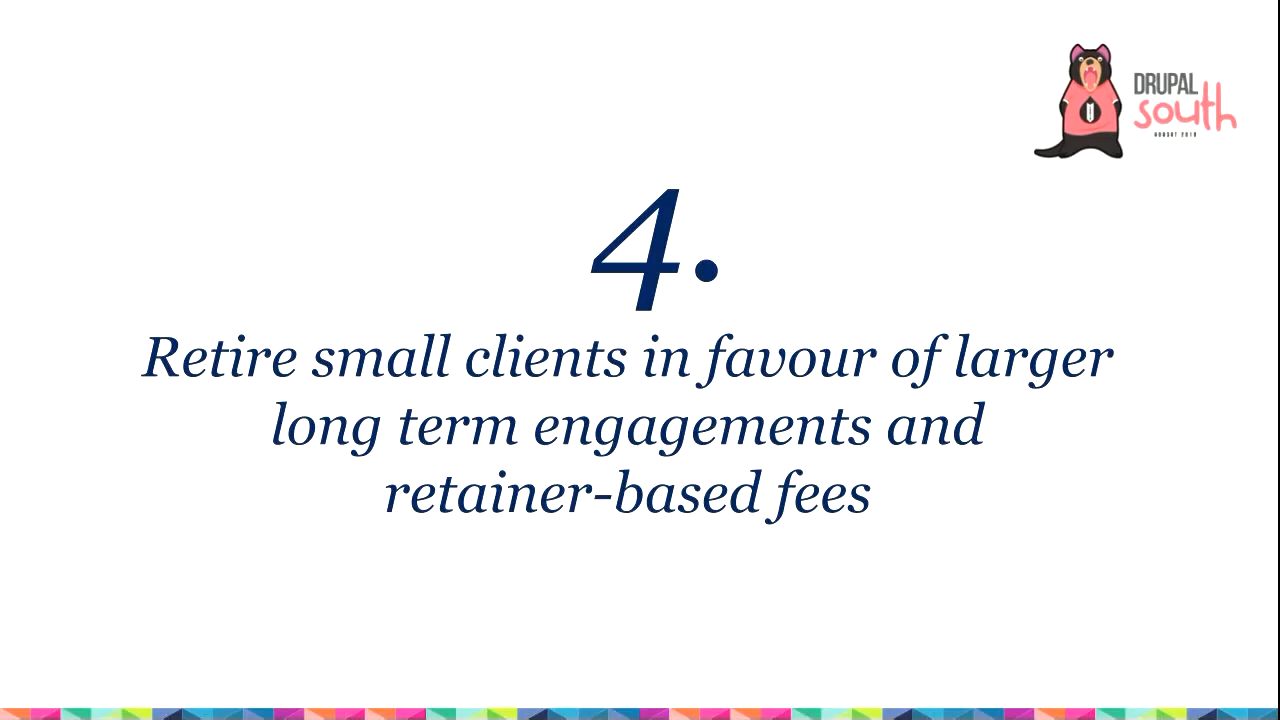 DRUPAL
south
4.
Retire small clients in favour of larger
long term engagements and
retainer-based fees